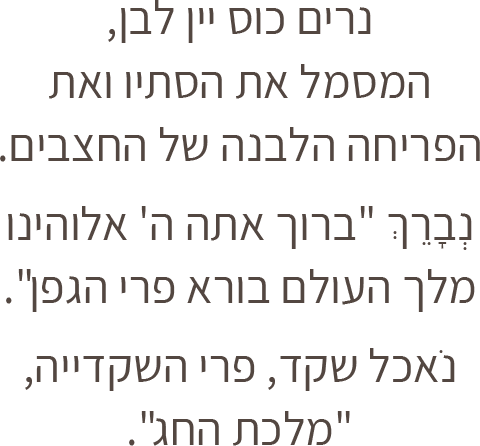 נרים כוס יין לבן,
המסמל את הסתיו ואת
הפריחה הלבנה של החצבים.
נְבָרֵךְ "ברוך אתה ה' אלוהינו
מלך העולם בורא פרי הגפן".
נֹאכל שקד, פרי השקדייה,
"מלכת החג".